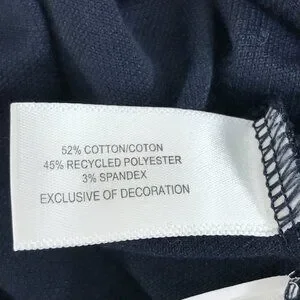 52% COTTON/COTON
45% RECYCLED POLYESTER
3% SPANDEX
EXCLUSIVE OF DECORATION